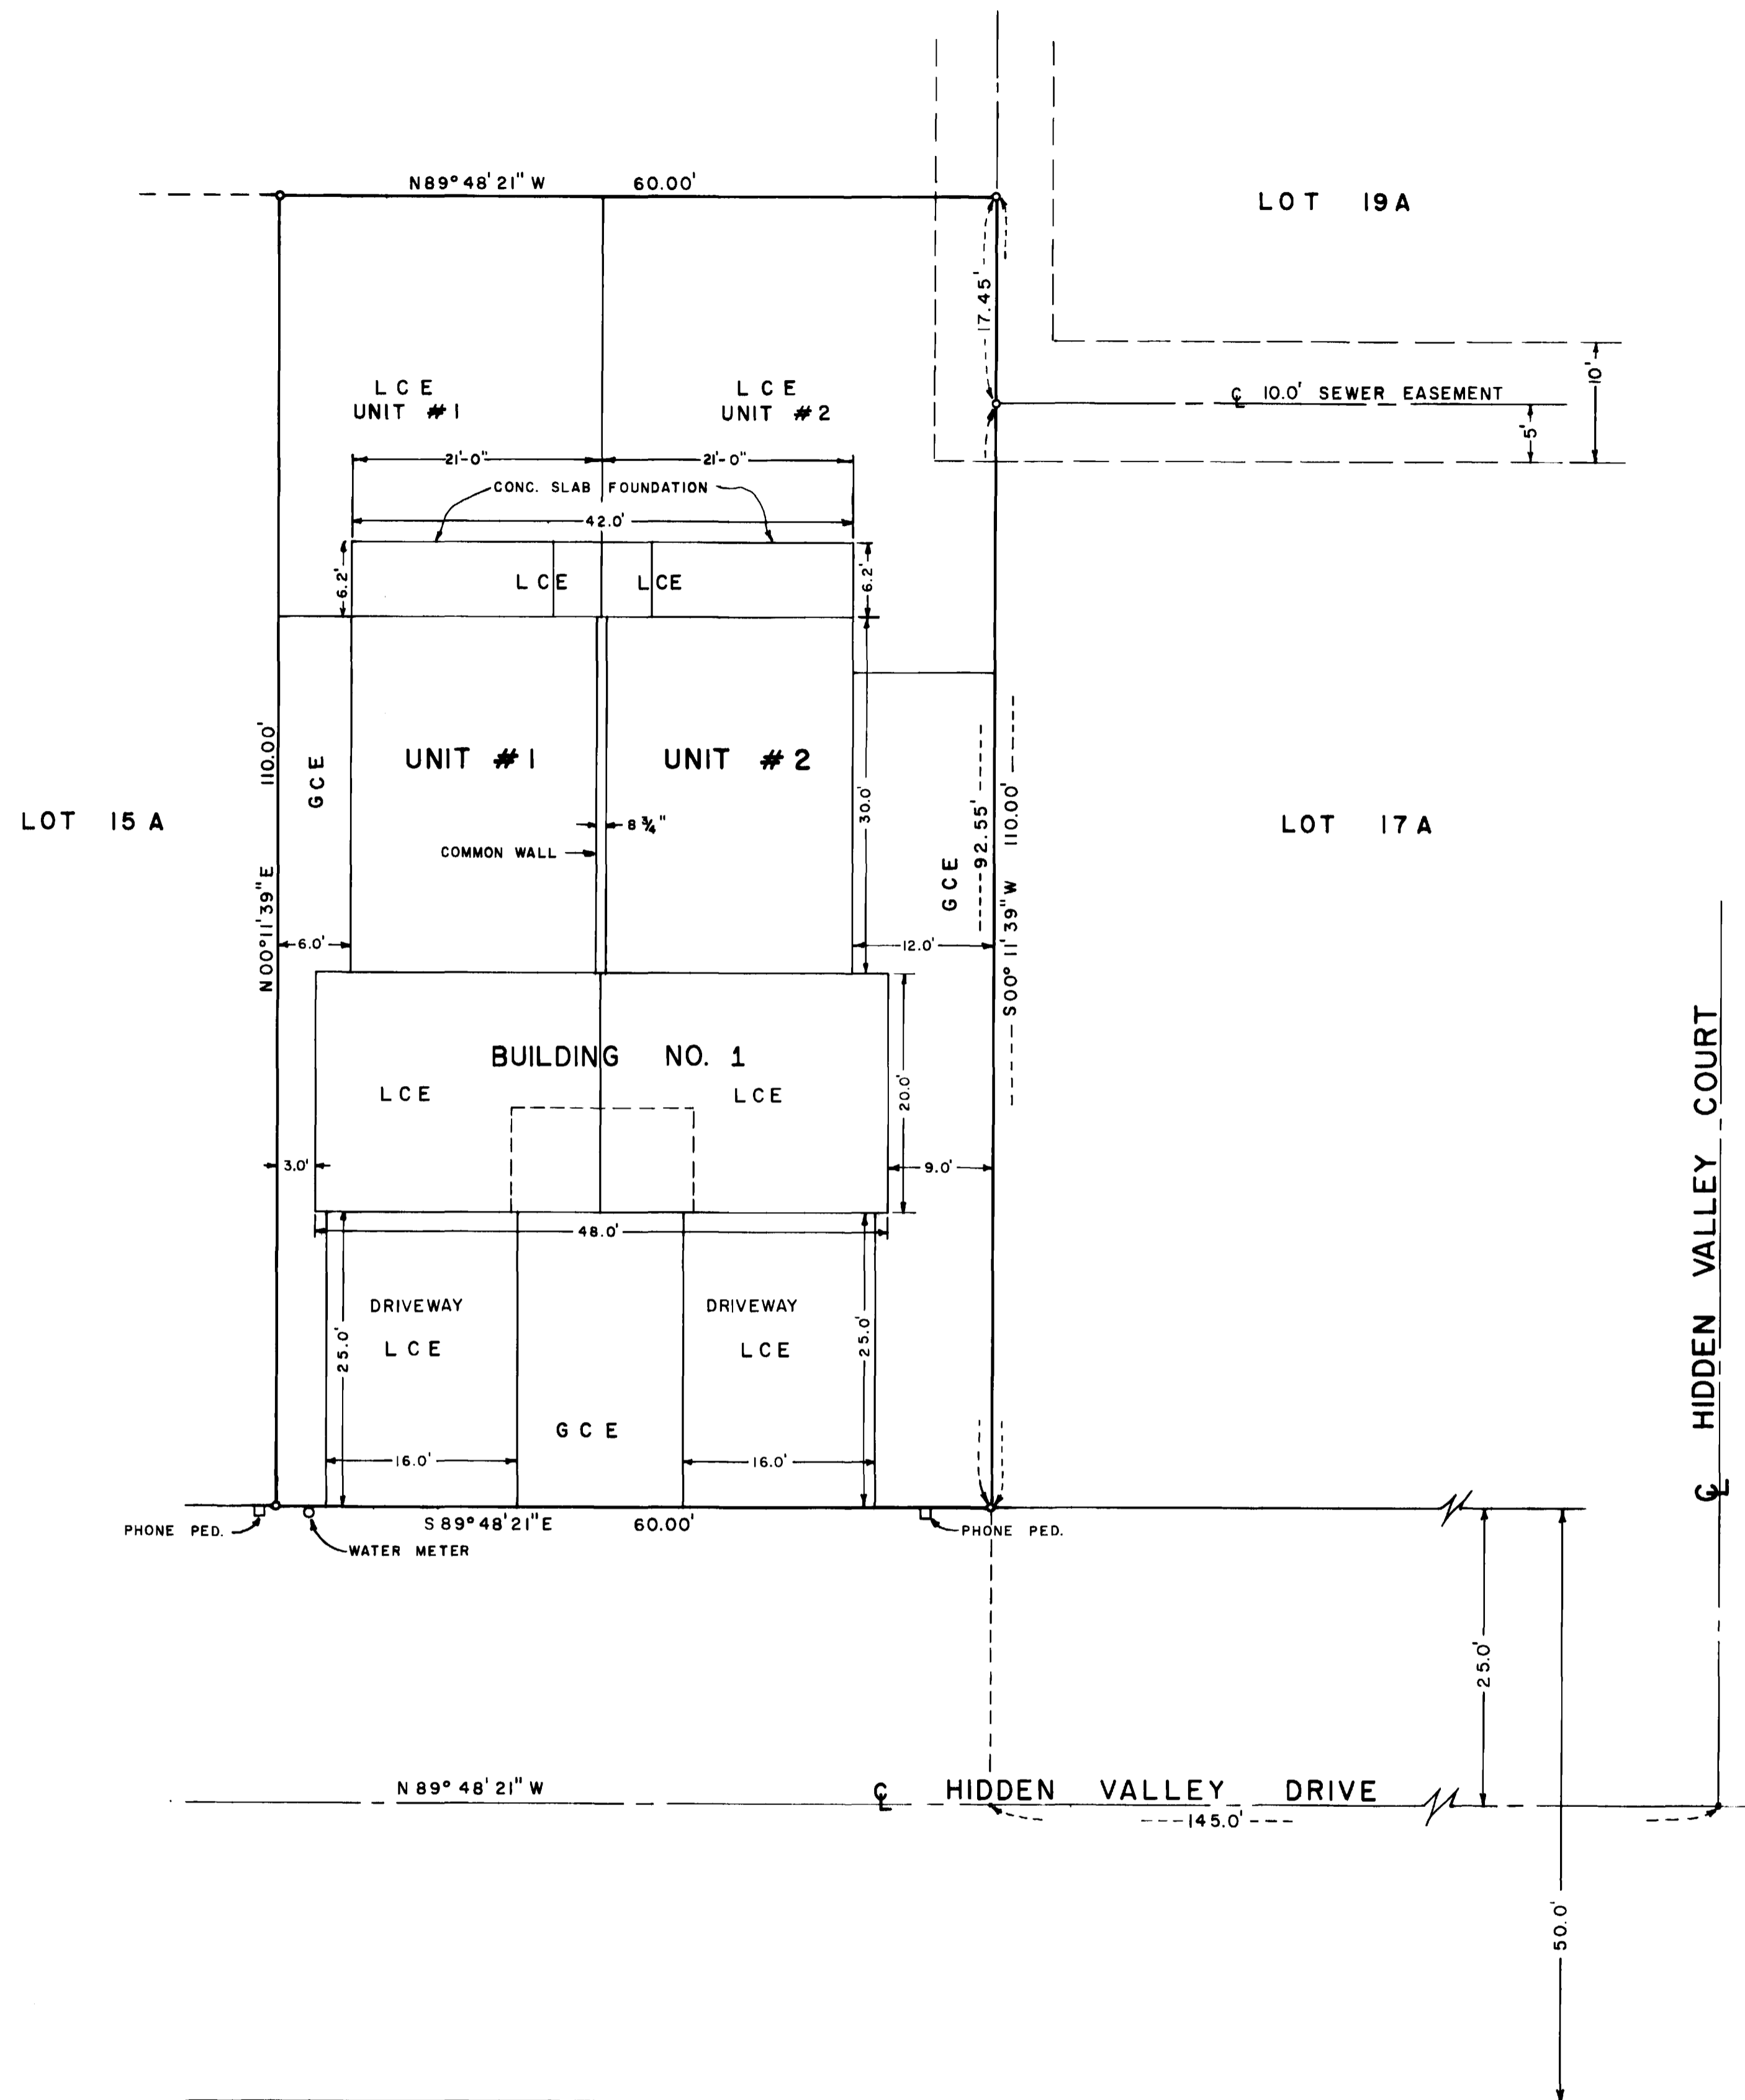 N89° 48' 21" W 60.00'
LOT 19A
17.45'
10'
℄ 10.0' SEWER EASEMENT
5'
LCE
UNIT #1
LCE
UNIT #2
21'-0" 21'-0"
CONC. SLAB FOUNDATION
42.0'
6.2'
LCE LCE
6.2'
UNIT #1
UNIT #2
N00° 11' 39" E 110.00'
GCE
LOT 15A
8 3/4"
COMMON WALL
30.0'
GCE
92.55'
S00° 11' 39" W 110.00'
LOT 17A
6.0'
12.0'
BUILDING NO. 1
LCE
LCE
20.0'
3.0'
9.0'
48.0'
DRIVEWAY
LCE
DRIVEWAY
LCE
25.0'
25.0'
GCE
16.0'
16.0'
℄ HIDDEN VALLEY COURT
PHONE PED.
WATER METER
S 89° 48' 21" E 60.00'
PHONE PED.
25.0'
N 89° 48' 21" W
℄ HIDDEN VALLEY DRIVE
145.0'
50.0'